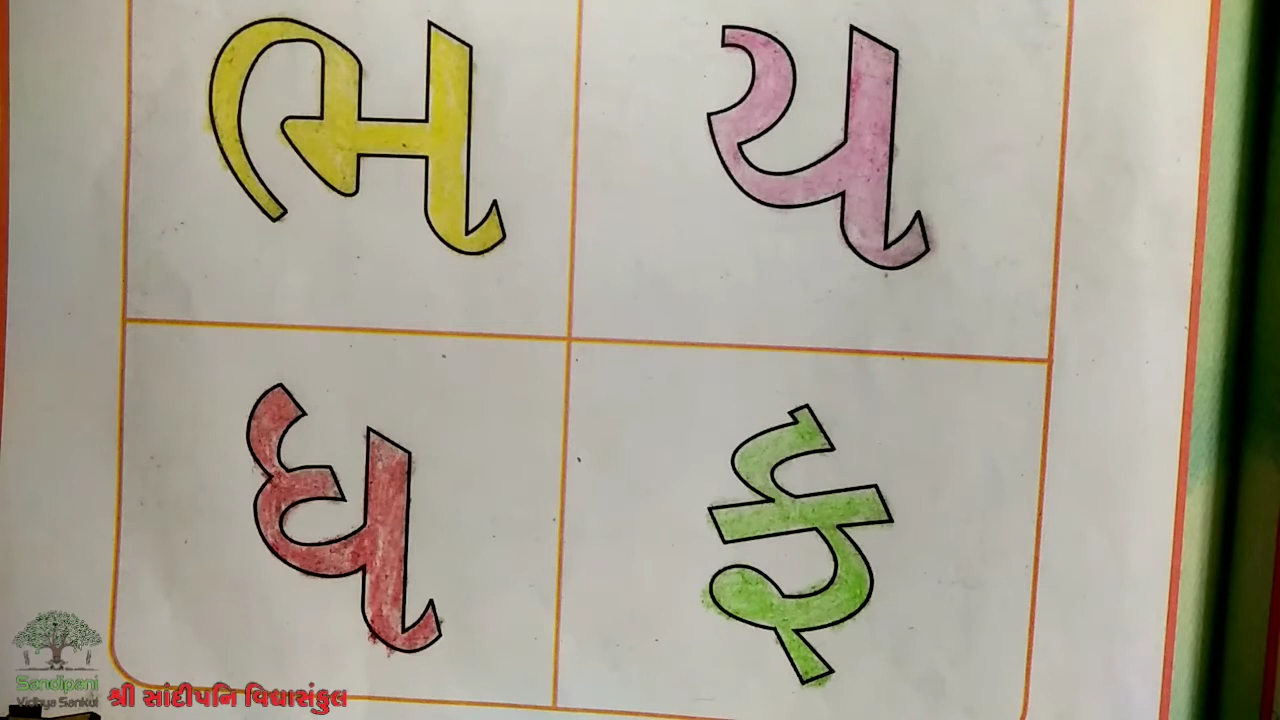 ભ ય
ઘ ફ
Sandipani
Vidhya Sankul
શ્રી સાંદીપનિ વિદ્યાસંકુલ